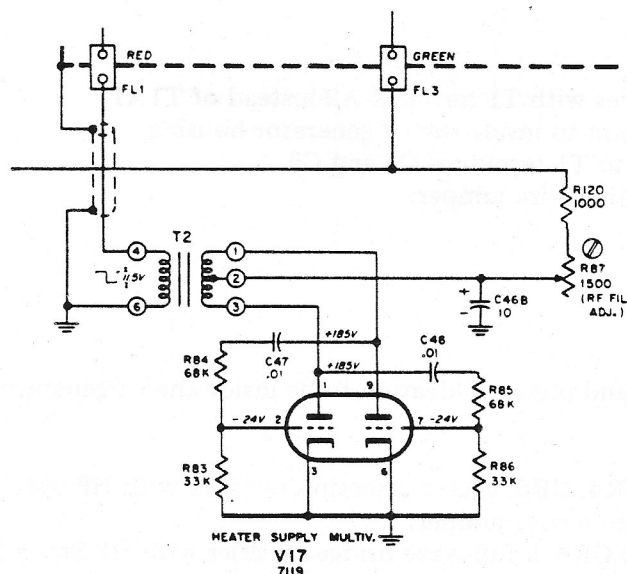 RED
GREEN
FL1
FL3
R120
1000
T2
4
1
2
6
3
R87
1500
(RF FIL
ADJ.)
+
-
C46B
10
+185V
C47
.01
+185V
C48
.01
R84
68K
R85
68K
1
9
-24V
2
7
-24V
R83
33K
R86
33K
3
6
HEATER SUPPLY MULTIV.
V17
7119